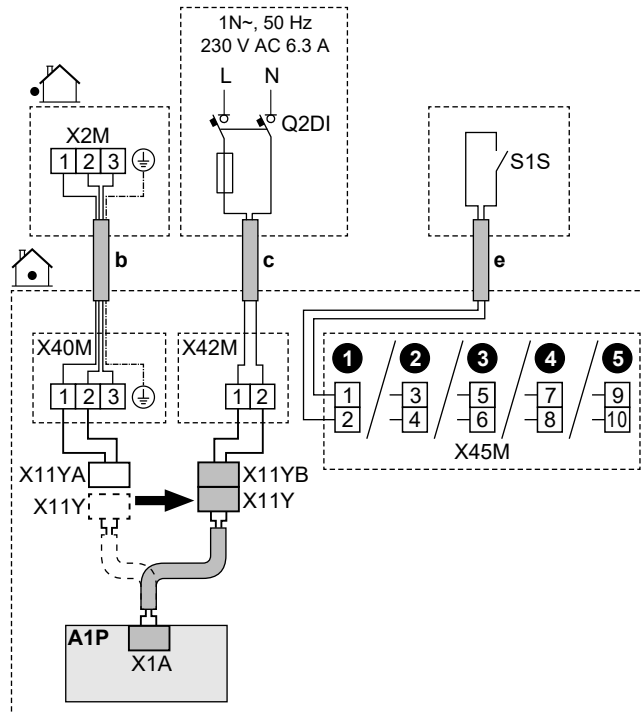 1N~, 50 Hz
230 V AC 6.3 A
L N
Q2DI
X2M
1 2 3
S1S
b
c
e
X40M
1 2 3
X42M
1 2
1 2 3 4 5
1 3 5 7 9
2 4 6 8 10
X45M
X11YA
X11YB
X11Y
X11Y
A1P
X1A